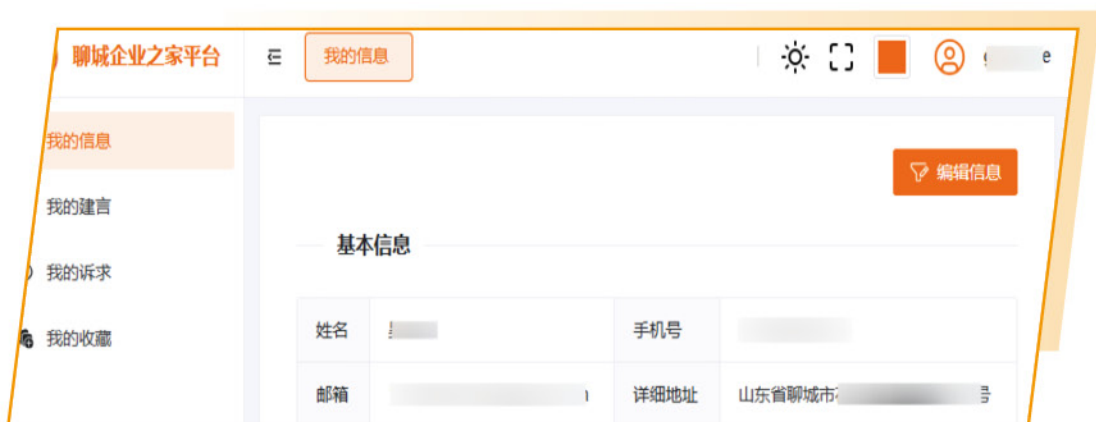 聊城企业之家平台
我的信息
e
我的信息
我的建言
我的诉求
我的收藏
编辑信息
基本信息
姓名
手机号
邮箱
详细地址
山东省聊城市
号